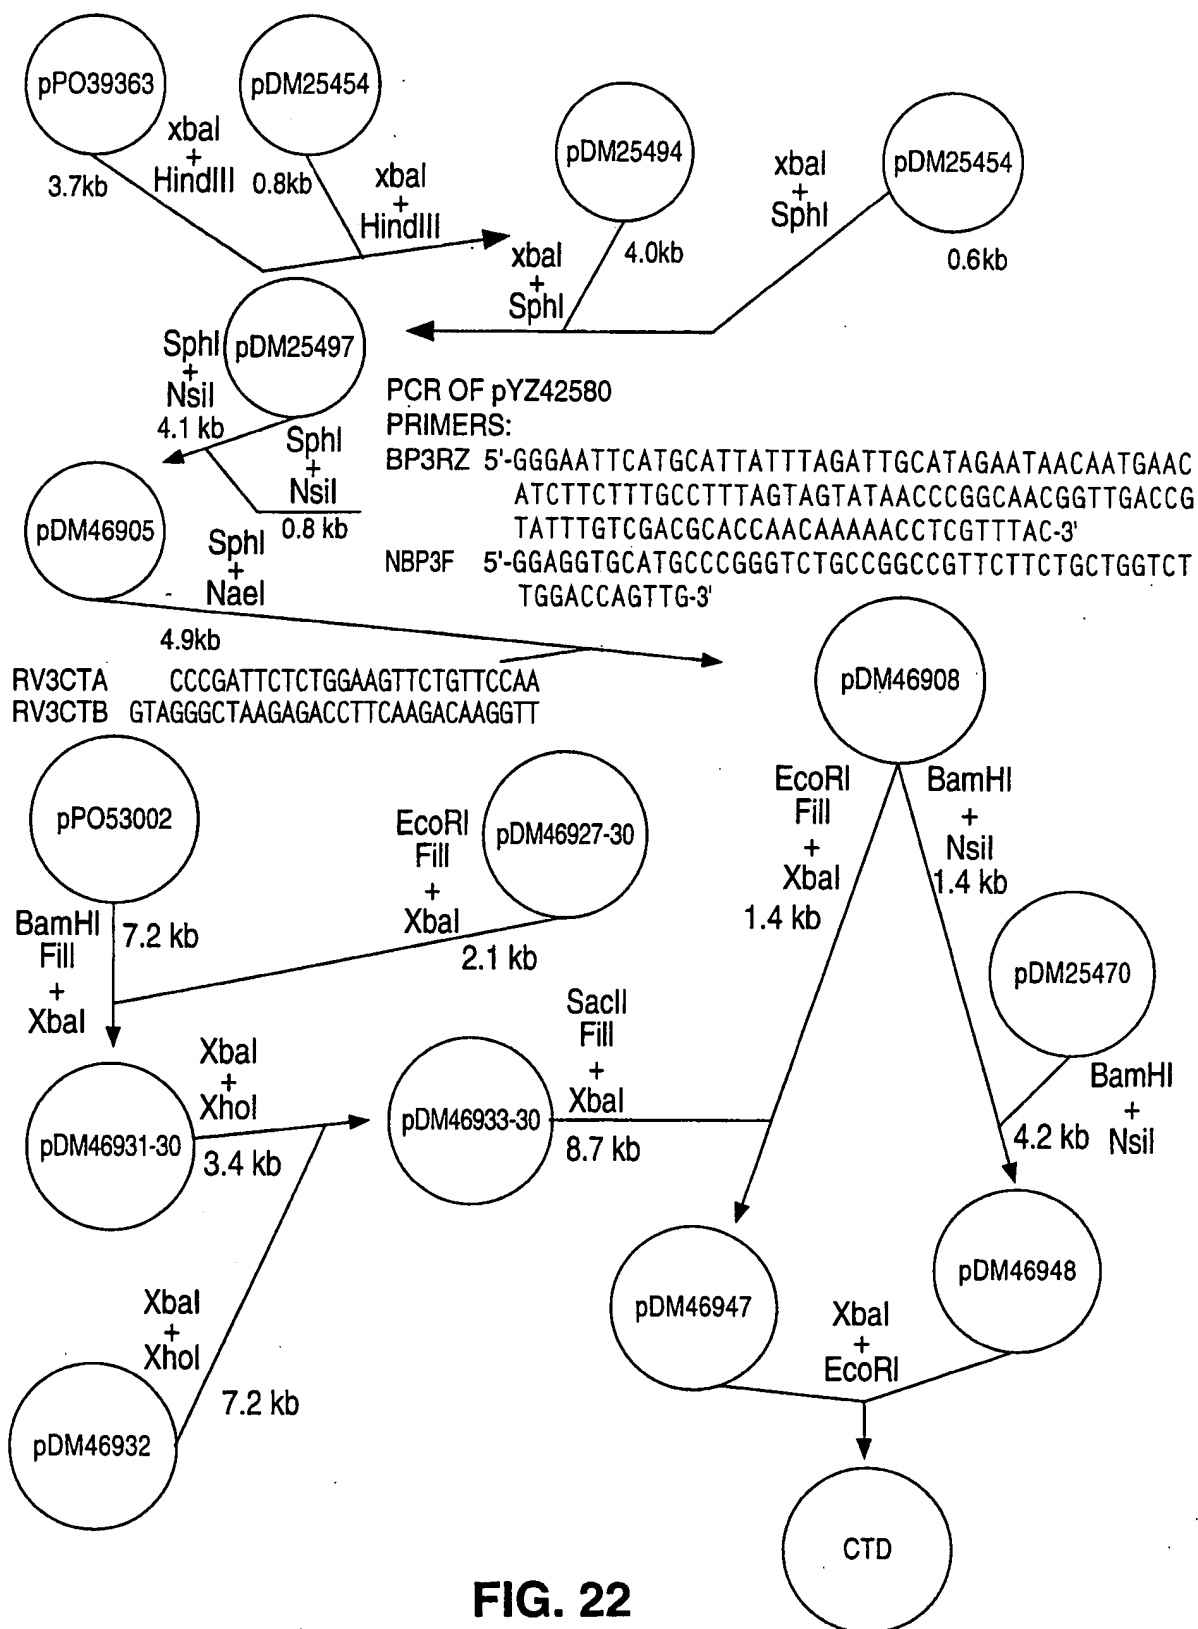 pPO39363
pDM25454
xbaI
+
HindIII
3.7kb
0.8kb
xbaI
+
HindIII
pDM25494
xbaI
+
SphI
pDM25454
4.0kb
0.6kb
xbaI
+
SphI
pDM25497
SphI
+
NsiI
4.1 kb
SphI
+
NsiI
0.8 kb
PCR OF pYZ42580
PRIMERS:
BP3RZ 5'-GGGAATTCATGCATTATTTAGATTGCATAGAATAACAATGAAC
ATCTTCTTTGCCTTTAGTAGTATAACCCGGCAACGGTTGACCG
TATTTGTCGACGCACCAACAAAAACCTCGTTTAC-3'
NBP3F 5'-GGAGGTGCATGCCCGGGTCTGCCGGCCGTTCTTCTGCTGGTCT
TGGACCAGTTG-3'
pDM46905
SphI
+
NaeI
4.9kb
RV3CTA CCCGATTCTCTGGAAGTTCTGTTCCAA
RV3CTB GTAGGGCTAAGAGACCTTCAAGACAAGGTT
pDM46908
pPO53002
EcoRI
Fill
+
XbaI
pDM46927-30
EcoRI
Fill
+
XbaI
1.4 kb
BamHI
+
NsiI
1.4 kb
BamHI
Fill
+
XbaI
7.2 kb
2.1 kb
pDM25470
SacII
Fill
+
XbaI
8.7 kb
BamHI
+
NsiI
4.2 kb
XbaI
+
XhoI
3.4 kb
pDM46931-30
pDM46933-30
pDM46947
pDM46948
XbaI
+
XhoI
7.2 kb
pDM46932
XbaI
+
EcoRI
CTD
FIG. 22